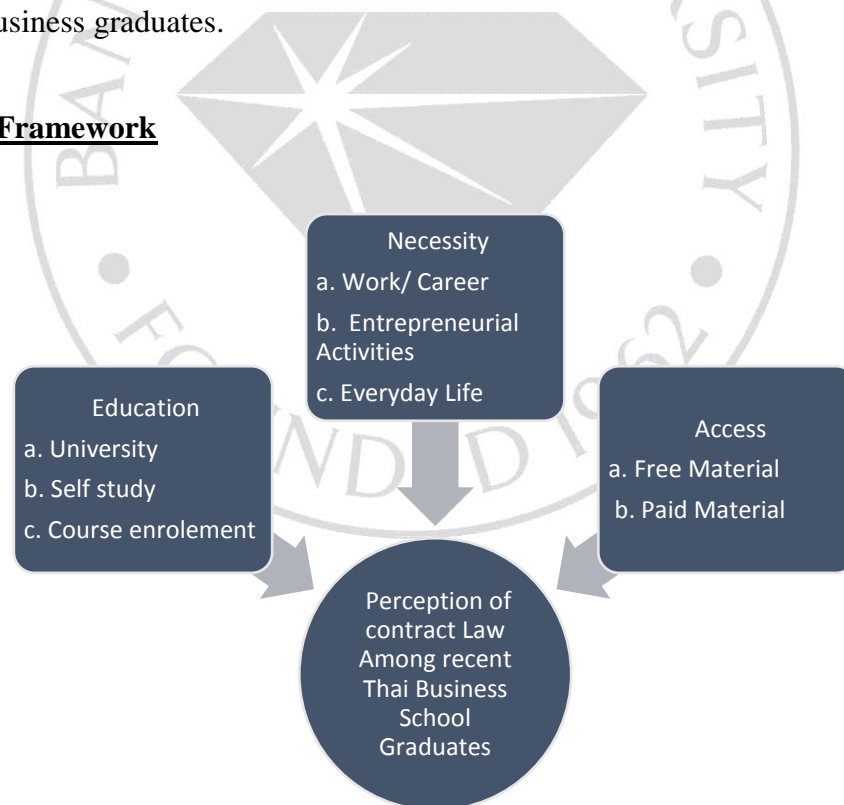 usiness graduates.
Framework
Necessity
a. Work/ Career
b. Entrepreneurial
Activities
c. Everyday Life
Education
a. University
b. Self study
c. Course enrolement
Access
a. Free Material
b. Paid Material
Perception of
contract Law
Among recent
Thai Business
School
Graduates